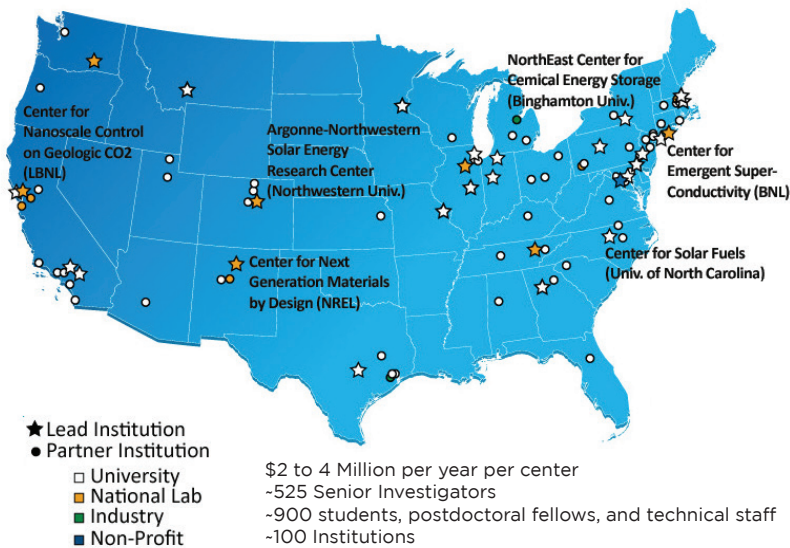 NorthEast Center for
Cemical Energy Storage
(Binghamton Univ.)
Center for
Nanoscale Control
on Geologic CO2
(LBNL)
Argonne-Northwestern
Solar Energy
Research Center
(Northwestern Univ.)
Center for
Emergent Super-
Conductivity (BNL)
Center for Solar Fuels
(Univ. of North Carolina)
Center for Next
Generation Materials
by Design (NREL)
Lead Institution
Partner Institution
University
National Lab
Industry
Non-Profit
$2 to 4 Million per year per center
~525 Senior Investigators
~900 students, postdoctoral fellows, and technical staff
~100 Institutions